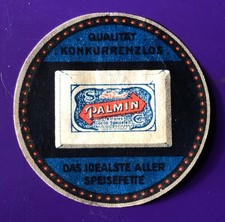 QUALITÄT
KONKURRENZLOS
S
PALMIN
C
DAS IDEALSTE ALLER
SPEISEFETTE